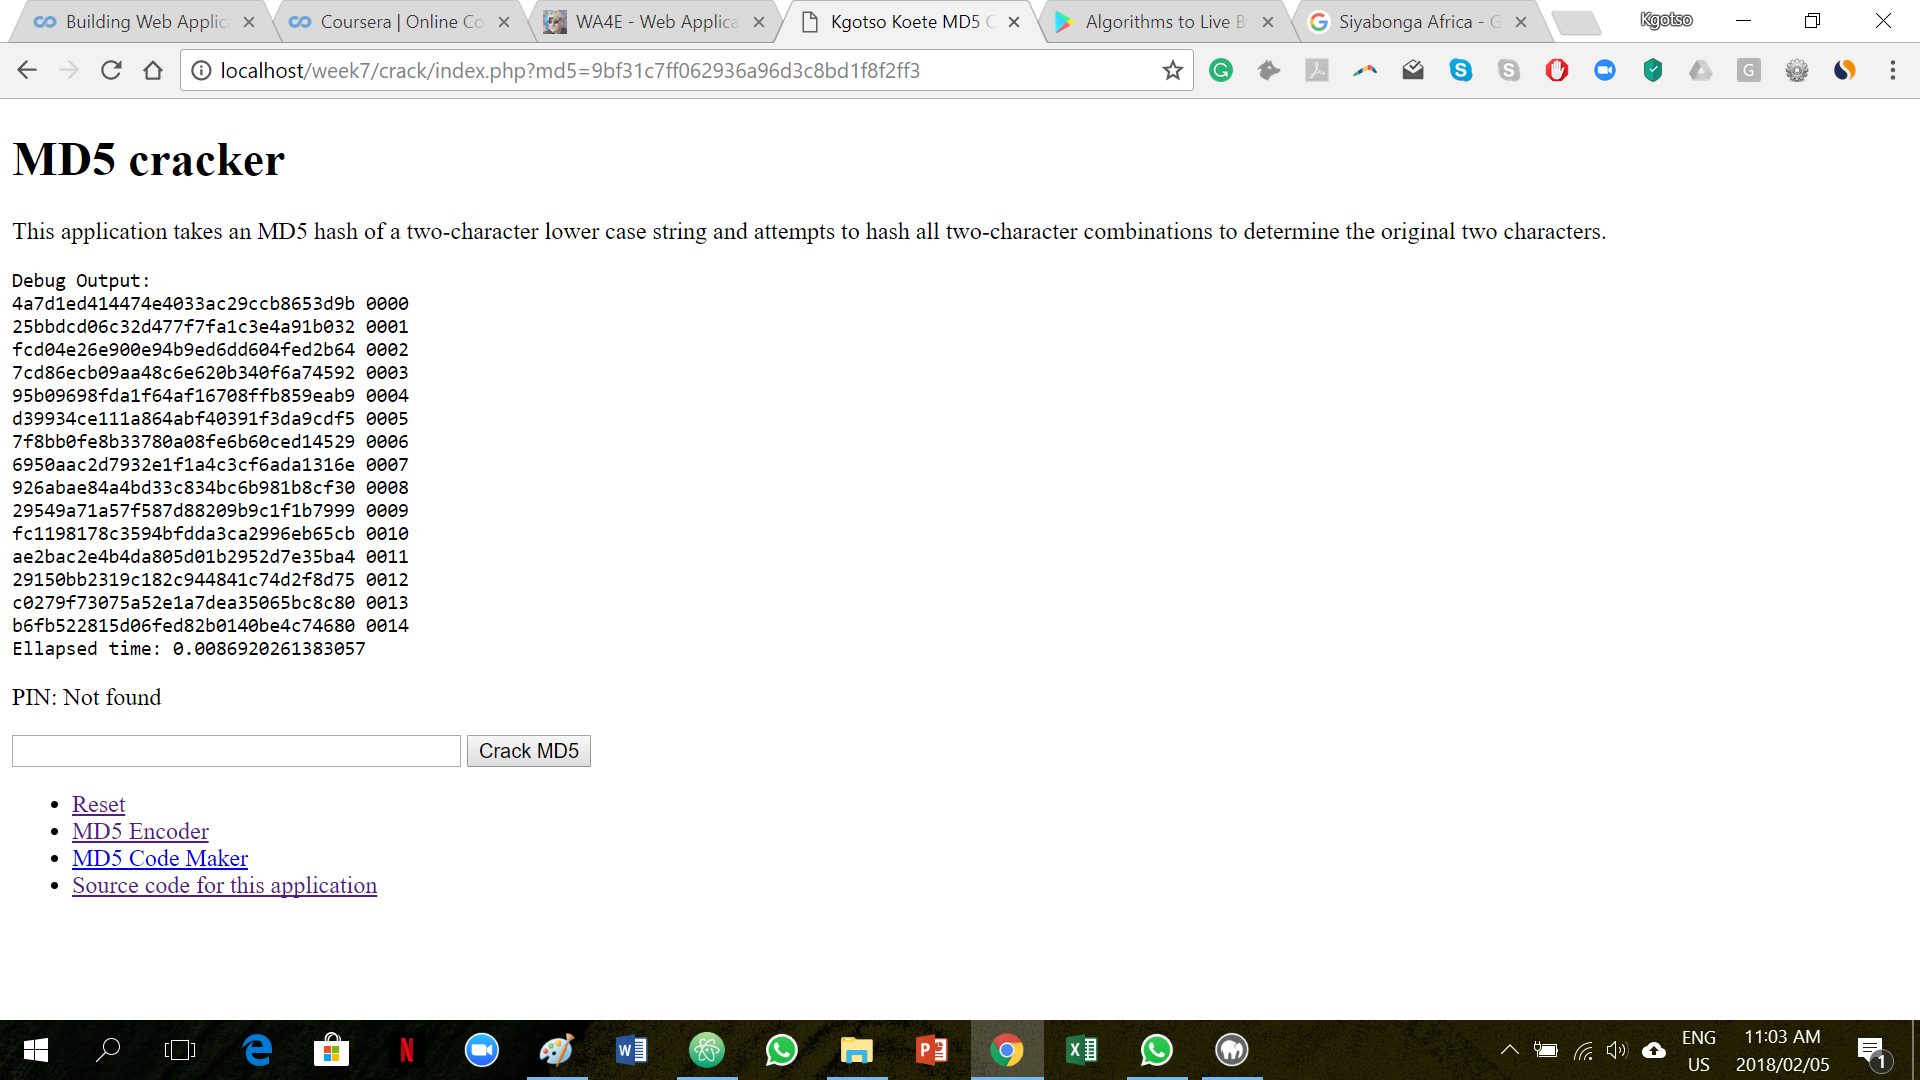 Building Web Applic
Coursera | Online Co
WA4E - Web Applica
Kgotso Koete MD5 C
Algorithms to Live B
Siyabonga Africa - G
Kgotso
localhost/week7/crack/index.php?md5=9bf31c7ff062936a96d3c8bd1f8f2ff3
MD5 cracker
This application takes an MD5 hash of a two-character lower case string and attempts to hash all two-character combinations to determine the original two characters.
Debug Output:
4a7d1ed414474e4033ac29ccb8653d9b 0000
25bbdcd06c32d477f7fa1c3e4a91b032 0001
fcd04e26e900e94b9ed6dd604fed2b64 0002
7cd86ecb09aa48c6e620b340f6a74592 0003
95b09698fda1f64af16708ffb859eab9 0004
d39934ce111a864abf40391f3da9cdf5 0005
7f8bb0fe8b33780a08fe6b60ced14529 0006
6950aac2d7932e1f1a4c3cf6ada1316e 0007
926abae84a4bd33c834bc6b981b8cf30 0008
29549a71a57f587d88209b9c1f1b7999 0009
fc1198178c3594bfdda3ca2996eb65cb 0010
ae2bac2e4b4da805d01b2952d7e35ba4 0011
29150bb2319c182c944841c74d2f8d75 0012
c0279f73075a52e1a7dea35065bc8c80 0013
b6fb522815d06fed82b0140be4c74680 0014
Ellapsed time: 0.0086920261383057
PIN: Not found
Crack MD5
Reset
MD5 Encoder
MD5 Code Maker
Source code for this application
ENG
US
11:03 AM
2018/02/05
1